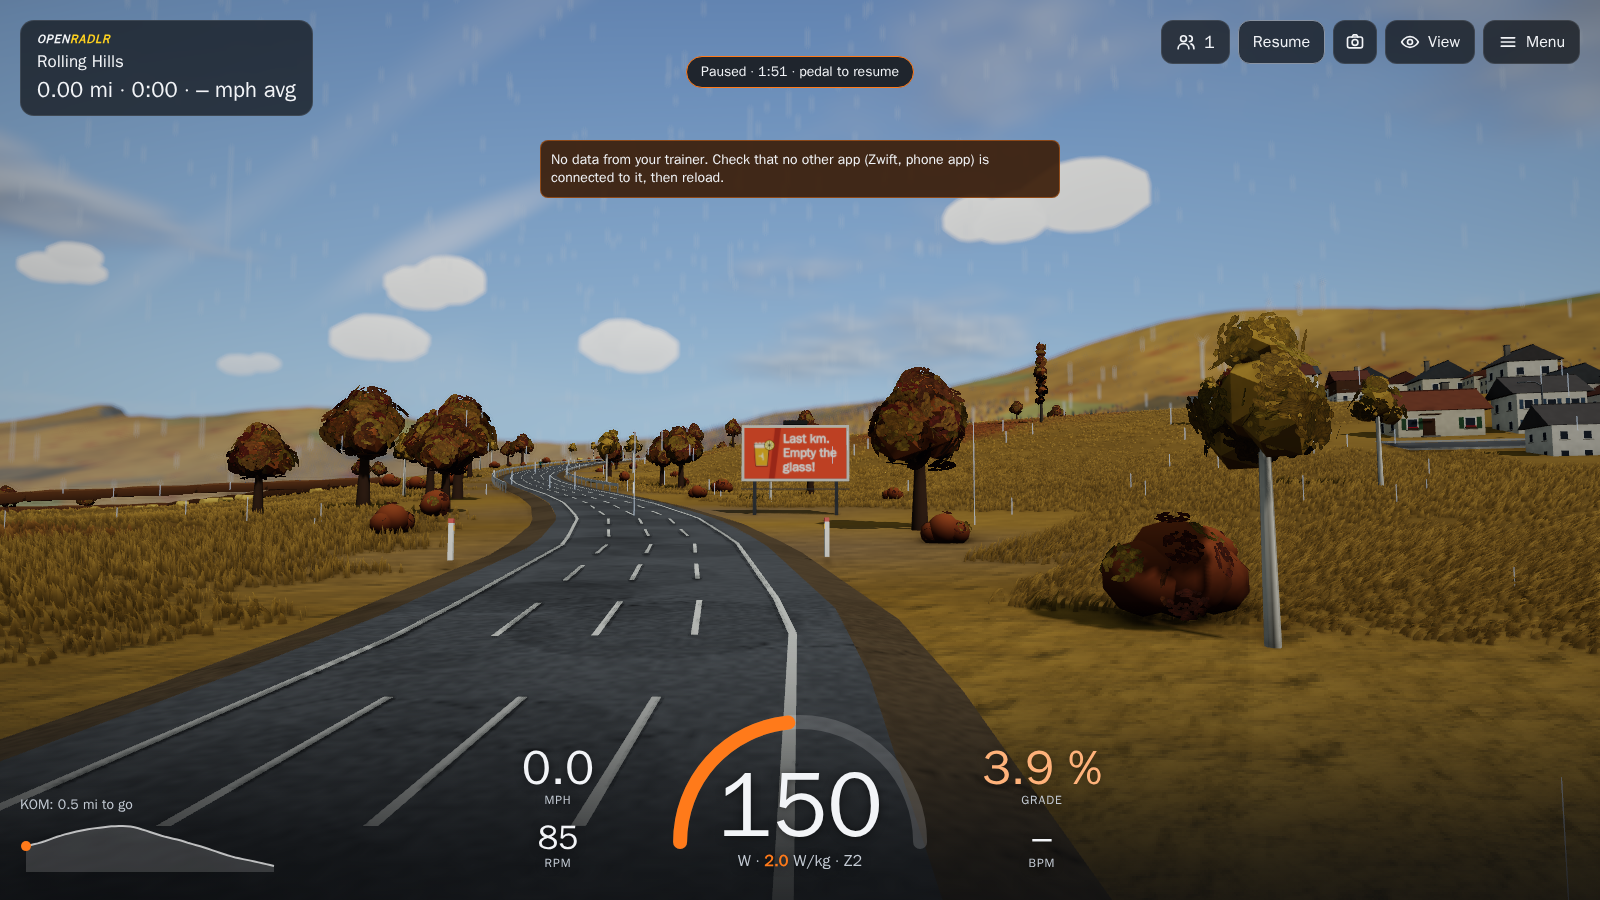 OPENRADLR
Rolling Hills
0.00 mi · 0:00 · – mph avg
Paused · 1:51 · pedal to resume
1
Resume
View
Menu
No data from your trainer. Check that no other app (Zwift, phone app) is
connected to it, then reload.
Last km.
Empty the
glass!
KOM: 0.5 mi to go
0.0
MPH
85
RPM
150
W · 2.0 W/kg · Z2
3.9 %
GRADE
–
BPM